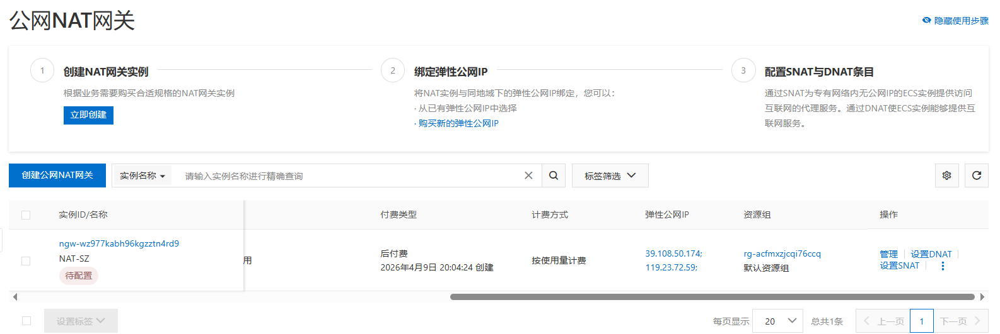 公网NAT网关
隐藏使用步骤
1
创建NAT网关实例
根据业务需要购买合适规格的NAT网关实例
立即创建
2
绑定弹性公网IP
将NAT实例与同地域下的弹性公网IP绑定，您可以：
· 从已有弹性公网IP中选择
· 购买新的弹性公网IP
3
配置SNAT与DNAT条目
通过SNAT为专有网络内无公网IP的ECS实例提供访问
互联网的代理服务。通过DNAT使ECS实例能够提供互
联网服务。
创建公网NAT网关
实例名称
请输入实例名称进行精确查询
标签筛选
实例ID/名称
付费类型
计费方式
弹性公网IP
资源组
操作
ngw-wz977kabh96kgzztn4rd9
NAT-SZ
待配置
用
后付费
2026年4月9日 20:04:24 创建
按使用量计费
39.108.50.174;
119.23.72.59;
rg-acfmxzjcqi76ccq
默认资源组
管理
设置DNAT
设置SNAT
设置标签
每页显示
20
总共1条
上一页
1
下一页